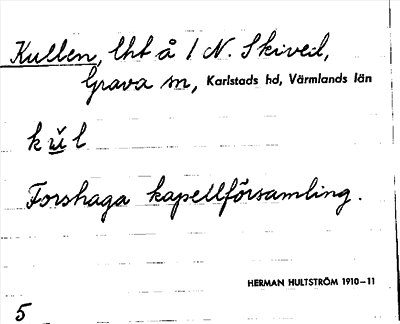 Kullen, lht å 1 N. Skived,
Grava sn, Karlstads hd, Värmlands län
kŭl
Forshaga kapellförsamling.
HERMAN HULTSTRÖM 1910–11
5